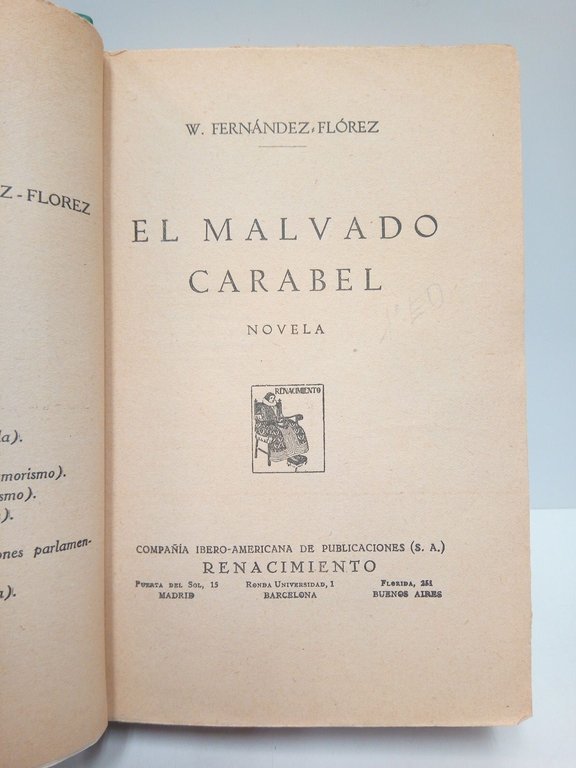 Z-FLOREZ
a).
morismo).
smo).
).
ones parlamen-
a).
W. FERNÁNDEZ-FLÓREZ
EL MALVADO
CARABEL
NOVELA
RENACIMIENTO
COMPAÑÍA IBERO-AMERICANA DE PUBLICACIONES (S. A.)
RENACIMIENTO
PUERTA DEL SOL, 15 RONDA UNIVERSIDAD, 1 FLORIDA, 251
MADRID BARCELONA BUENOS AIRES